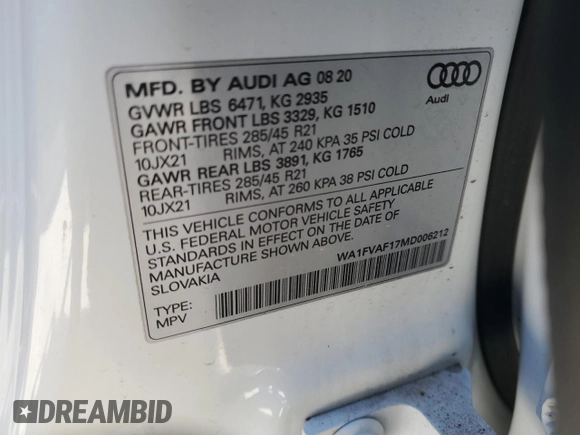 MFD. BY AUDI AG 08 20
GVWR LBS 6471, KG 2935
GAWR FRONT LBS 3329, KG 1510
FRONT-TIRES 285/45 R21
10JX21 RIMS, AT 240 KPA 35 PSI COLD
GAWR REAR LBS 3891, KG 1765
REAR-TIRES 285/45 R21
10JX21 RIMS, AT 260 KPA 38 PSI COLD
Audi
THIS VEHICLE CONFORMS TO ALL APPLICABLE
U.S. FEDERAL MOTOR VEHICLE SAFETY
STANDARDS IN EFFECT ON THE DATE OF
MANUFACTURE SHOWN ABOVE.
SLOVAKIA
WA1FVAF17MD006212
TYPE:
MPV
DREAMBID